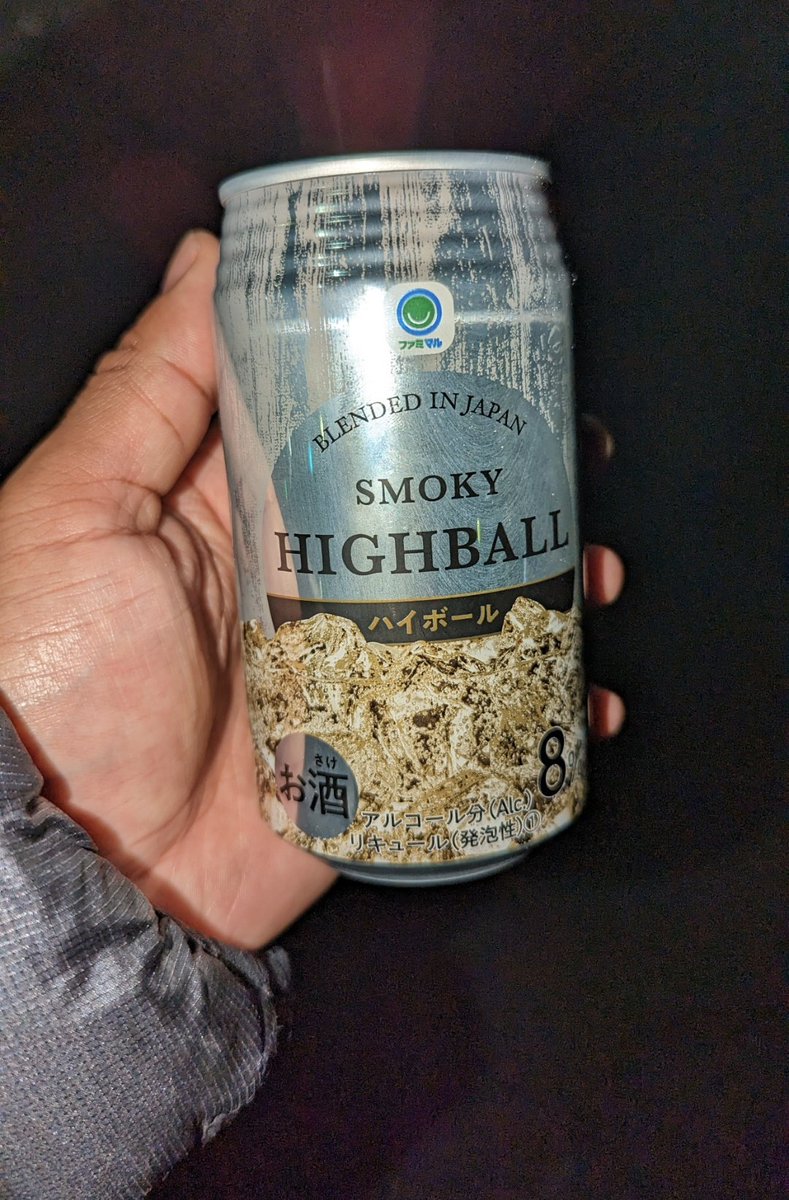 ファミマル
BLENDED IN JAPAN
SMOKY
HIGHBALL
ハイボール
さけ
お酒
8
アルコール分(Alc.)
リキュール(発泡性)①